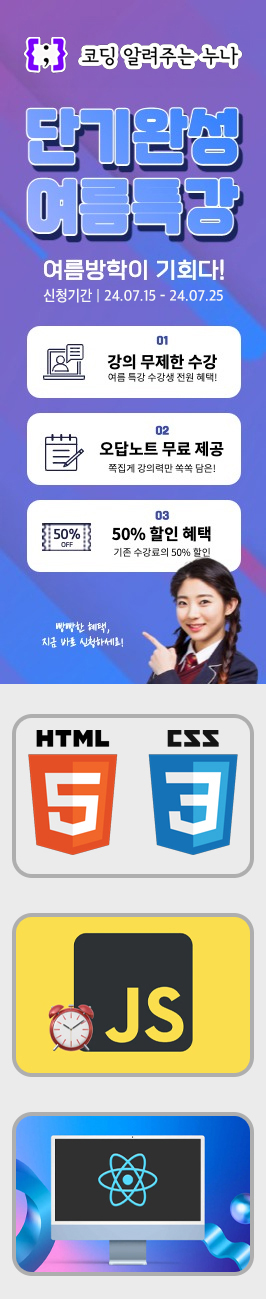 {;} 코딩 알려주는 누나
단기완성
여름특강
여름방학이 기회다!
신청기간 | 24.07.15 - 24.07.25
01
강의 무제한 수강
여름 특강 수강생 전원 혜택!
02
오답노트 무료 제공
쪽집게 강의력만 쏙쏙 담은!
50%
OFF
03
50% 할인 혜택
기존 수강료의 50% 할인
빵빵한 혜택,
지금 바로 신청하세요!
HTML
5
CSS
3
JS